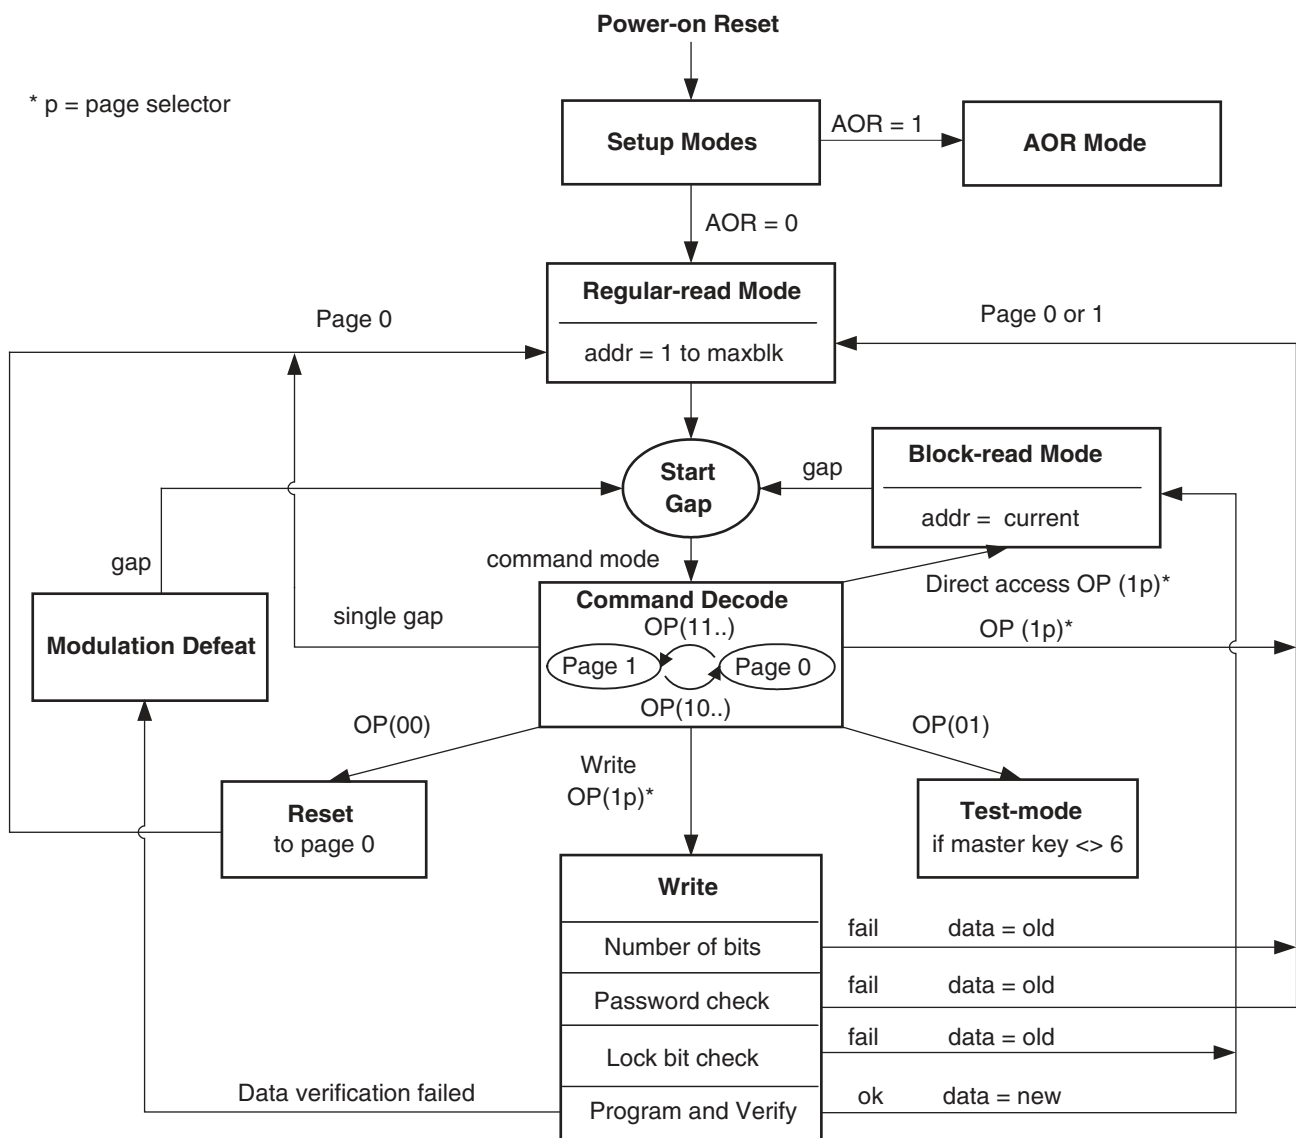 Power-on Reset
* p = page selector
Setup Modes
AOR = 1
AOR Mode
AOR = 0
Regular-read Mode
addr = 1 to maxblk
Page 0
Page 0 or 1
Start
Gap
gap
Block-read Mode
addr = current
command mode
gap
Direct access OP (1p)*
Modulation Defeat
single gap
Command Decode
OP(11..)
Page 1
Page 0
OP(10..)
OP (1p)*
OP(00)
OP(01)
Write
OP(1p)*
Reset
to page 0
Test-mode
if master key <> 6
Write
Number of bits
fail data = old
Password check
fail data = old
Lock bit check
fail data = old
Program and Verify
ok data = new
Data verification failed